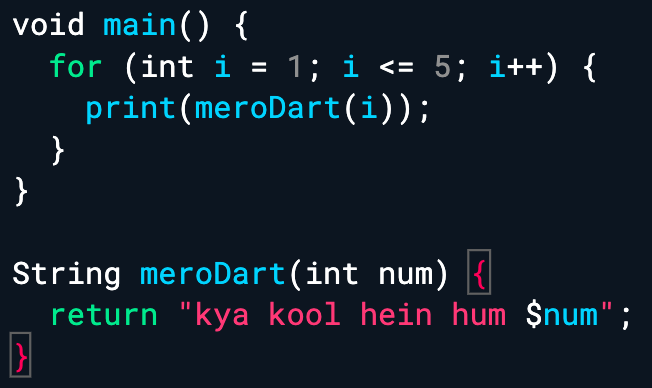 void main() {
  for (int i = 1; i <= 5; i++) {
    print(meroDart(i));
  }
}

String meroDart(int num) {
  return "kya kool hein hum $num";
}